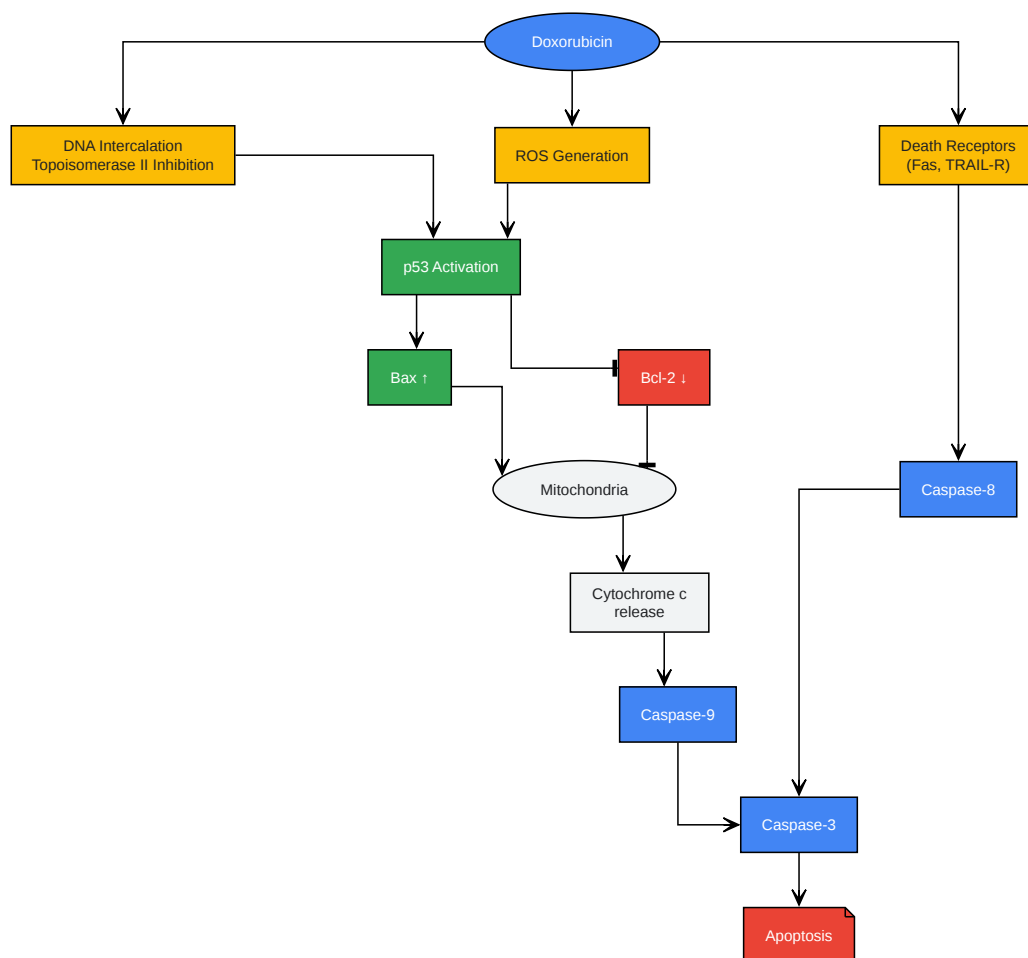 Doxorubicin
DNA Intercalation
Topoisomerase II Inhibition
ROS Generation
Death Receptors
(Fas, TRAIL-R)
p53 Activation
Bax ↑
Bcl-2 ↓
Mitochondria
Caspase-8
Cytochrome c
release
Caspase-9
Caspase-3
Apoptosis